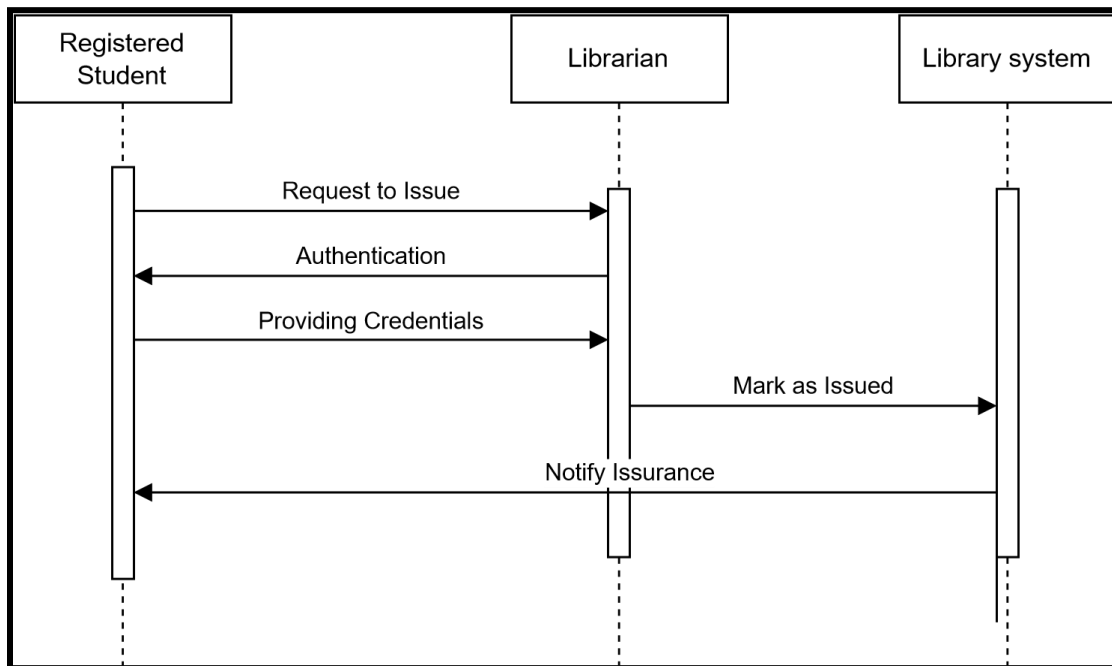 Registered
Student
Librarian
Library system
Request to Issue
Authentication
Providing Credentials
Mark as Issued
Notify Issurance